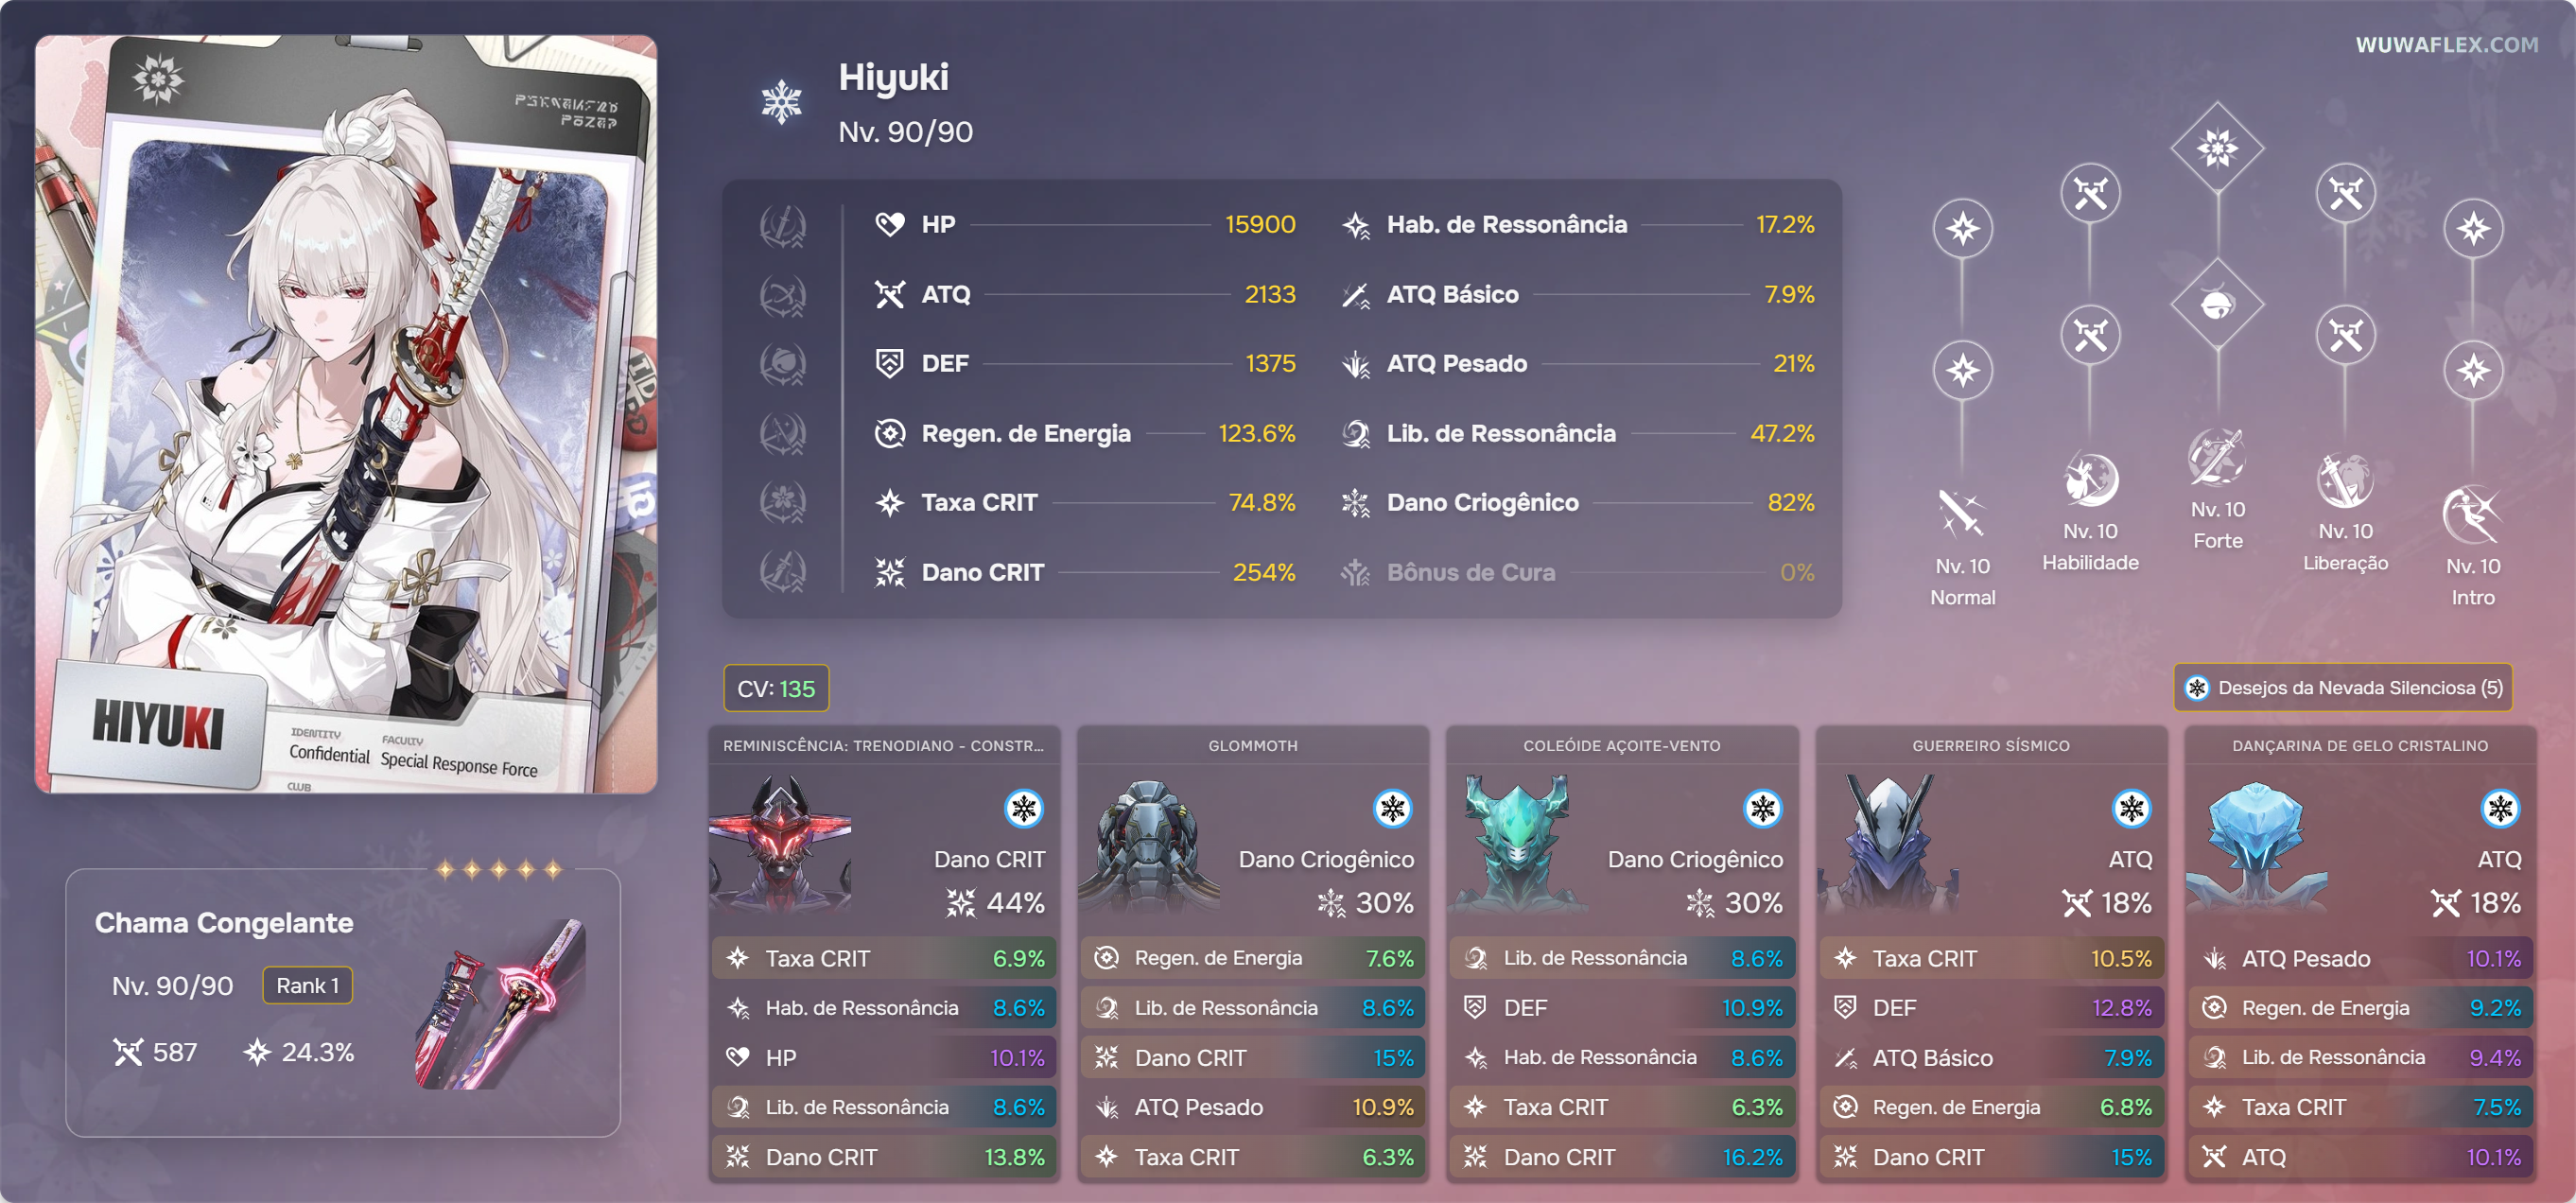 WUWAFLEX.COM
Hiyuki
Nv. 90/90
HP 15900
Hab. de Ressonância 17.2%
ATQ 2133
ATQ Básico 7.9%
DEF 1375
ATQ Pesado 21%
Regen. de Energia 123.6%
Lib. de Ressonância 47.2%
Taxa CRIT 74.8%
Dano Criogênico 82%
Dano CRIT 254%
Bônus de Cura 0%
Nv. 10
Normal
Nv. 10
Habilidade
Nv. 10
Forte
Nv. 10
Liberação
Nv. 10
Intro
HIYUKI
IDENTITY
Confidential
FACULTY
Special Response Force
CLUB
Chama Congelante
Nv. 90/90 Rank 1
587 24.3%
CV: 135
Desejos da Nevada Silenciosa (5)
REMINISCÊNCIA: TRENODIANO - CONSTR...
Dano CRIT
44%
Taxa CRIT 6.9%
Hab. de Ressonância 8.6%
HP 10.1%
Lib. de Ressonância 8.6%
Dano CRIT 13.8%
GLOMMOTH
Dano Criogênico
30%
Regen. de Energia 7.6%
Lib. de Ressonância 8.6%
Dano CRIT 15%
ATQ Pesado 10.9%
Taxa CRIT 6.3%
COLEÓIDE AÇOITE-VENTO
Dano Criogênico
30%
Lib. de Ressonância 8.6%
DEF 10.9%
Hab. de Ressonância 8.6%
Taxa CRIT 6.3%
Dano CRIT 16.2%
GUERREIRO SÍSMICO
ATQ
18%
Taxa CRIT 10.5%
DEF 12.8%
ATQ Básico 7.9%
Regen. de Energia 6.8%
Dano CRIT 15%
DANÇARINA DE GELO CRISTALINO
ATQ
18%
ATQ Pesado 10.1%
Regen. de Energia 9.2%
Lib. de Ressonância 9.4%
Taxa CRIT 7.5%
ATQ 10.1%